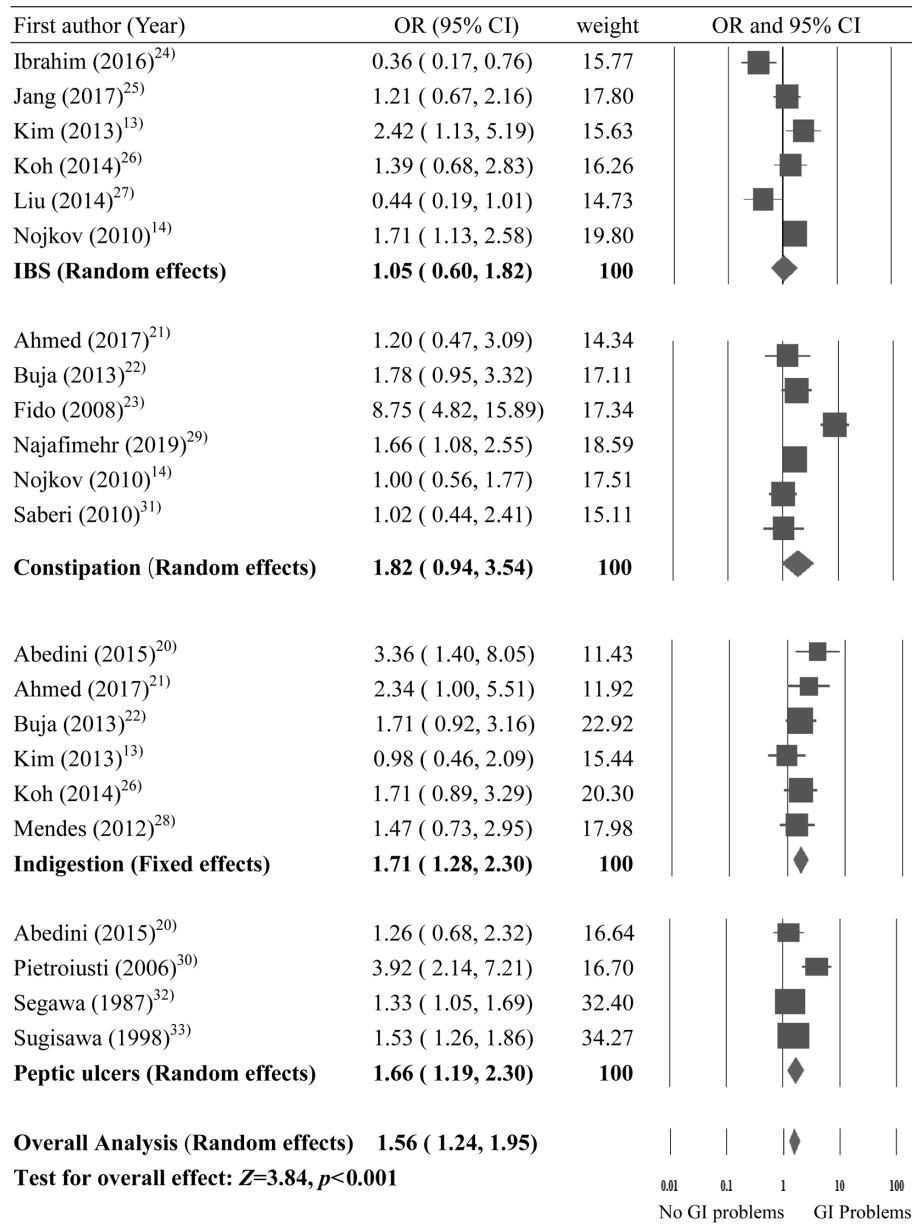 First author (Year) OR (95% CI) weight OR and 95% CI
Ibrahim (2016)24) 0.36 ( 0.17, 0.76) 15.77
Jang (2017)25) 1.21 ( 0.67, 2.16) 17.80
Kim (2013)13) 2.42 ( 1.13, 5.19) 15.63
Koh (2014)26) 1.39 ( 0.68, 2.83) 16.26
Liu (2014)27) 0.44 ( 0.19, 1.01) 14.73
Nojkov (2010)14) 1.71 ( 1.13, 2.58) 19.80
IBS (Random effects) 1.05 ( 0.60, 1.82) 100
Ahmed (2017)21) 1.20 ( 0.47, 3.09) 14.34
Buja (2013)22) 1.78 ( 0.95, 3.32) 17.11
Fido (2008)23) 8.75 ( 4.82, 15.89) 17.34
Najafimehr (2019)29) 1.66 ( 1.08, 2.55) 18.59
Nojkov (2010)14) 1.00 ( 0.56, 1.77) 17.51
Saberi (2010)31) 1.02 ( 0.44, 2.41) 15.11
Constipation (Random effects) 1.82 ( 0.94, 3.54) 100
Abedini (2015)20) 3.36 ( 1.40, 8.05) 11.43
Ahmed (2017)21) 2.34 ( 1.00, 5.51) 11.92
Buja (2013)22) 1.71 ( 0.92, 3.16) 22.92
Kim (2013)13) 0.98 ( 0.46, 2.09) 15.44
Koh (2014)26) 1.71 ( 0.89, 3.29) 20.30
Mendes (2012)28) 1.47 ( 0.73, 2.95) 17.98
Indigestion (Fixed effects) 1.71 ( 1.28, 2.30) 100
Abedini (2015)20) 1.26 ( 0.68, 2.32) 16.64
Pietroiusti (2006)30) 3.92 ( 2.14, 7.21) 16.70
Segawa (1987)32) 1.33 ( 1.05, 1.69) 32.40
Sugisawa (1998)33) 1.53 ( 1.26, 1.86) 34.27
Peptic ulcers (Random effects) 1.66 ( 1.19, 2.30) 100
Overall Analysis (Random effects) 1.56 ( 1.24, 1.95)
Test for overall effect: Z=3.84, p<0.001
0.01 0.1 1 10 100
No GI problems GI Problems